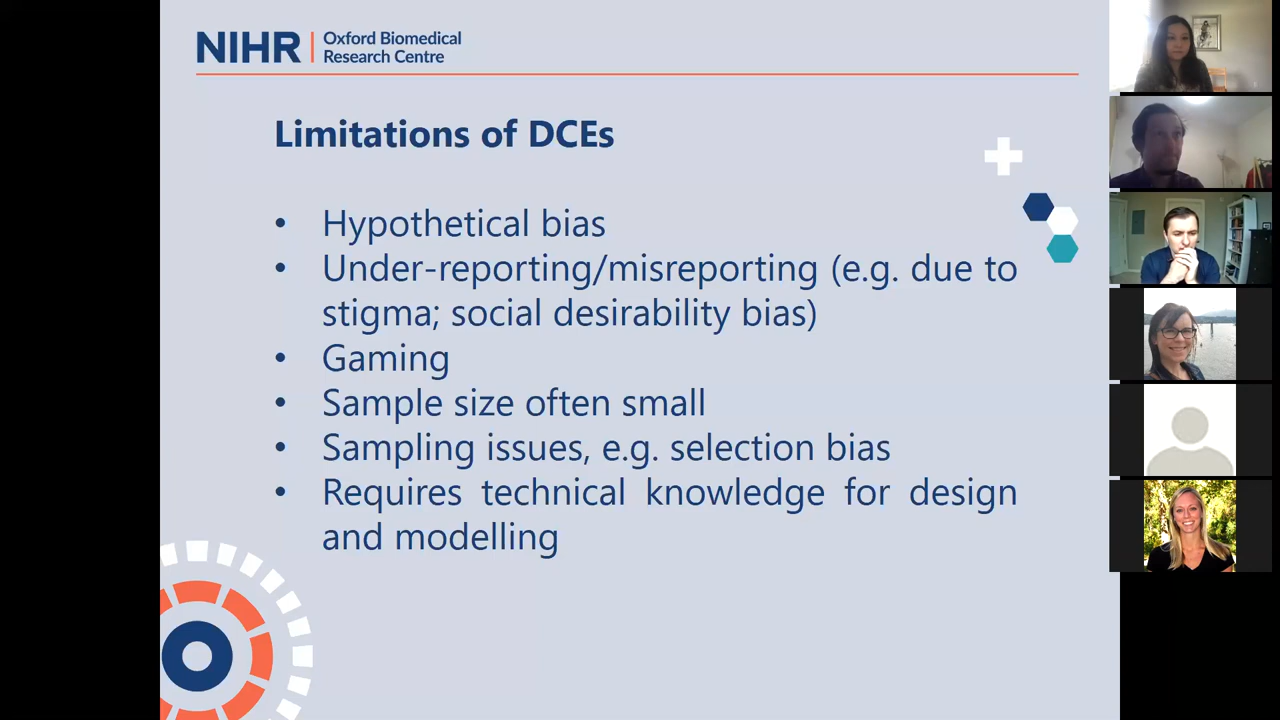 NIHR | Oxford Biomedical
Research Centre
Limitations of DCEs
• Hypothetical bias
• Under-reporting/misreporting (e.g. due to
stigma; social desirability bias)
• Gaming
• Sample size often small
• Sampling issues, e.g. selection bias
• Requires technical knowledge for design
and modelling